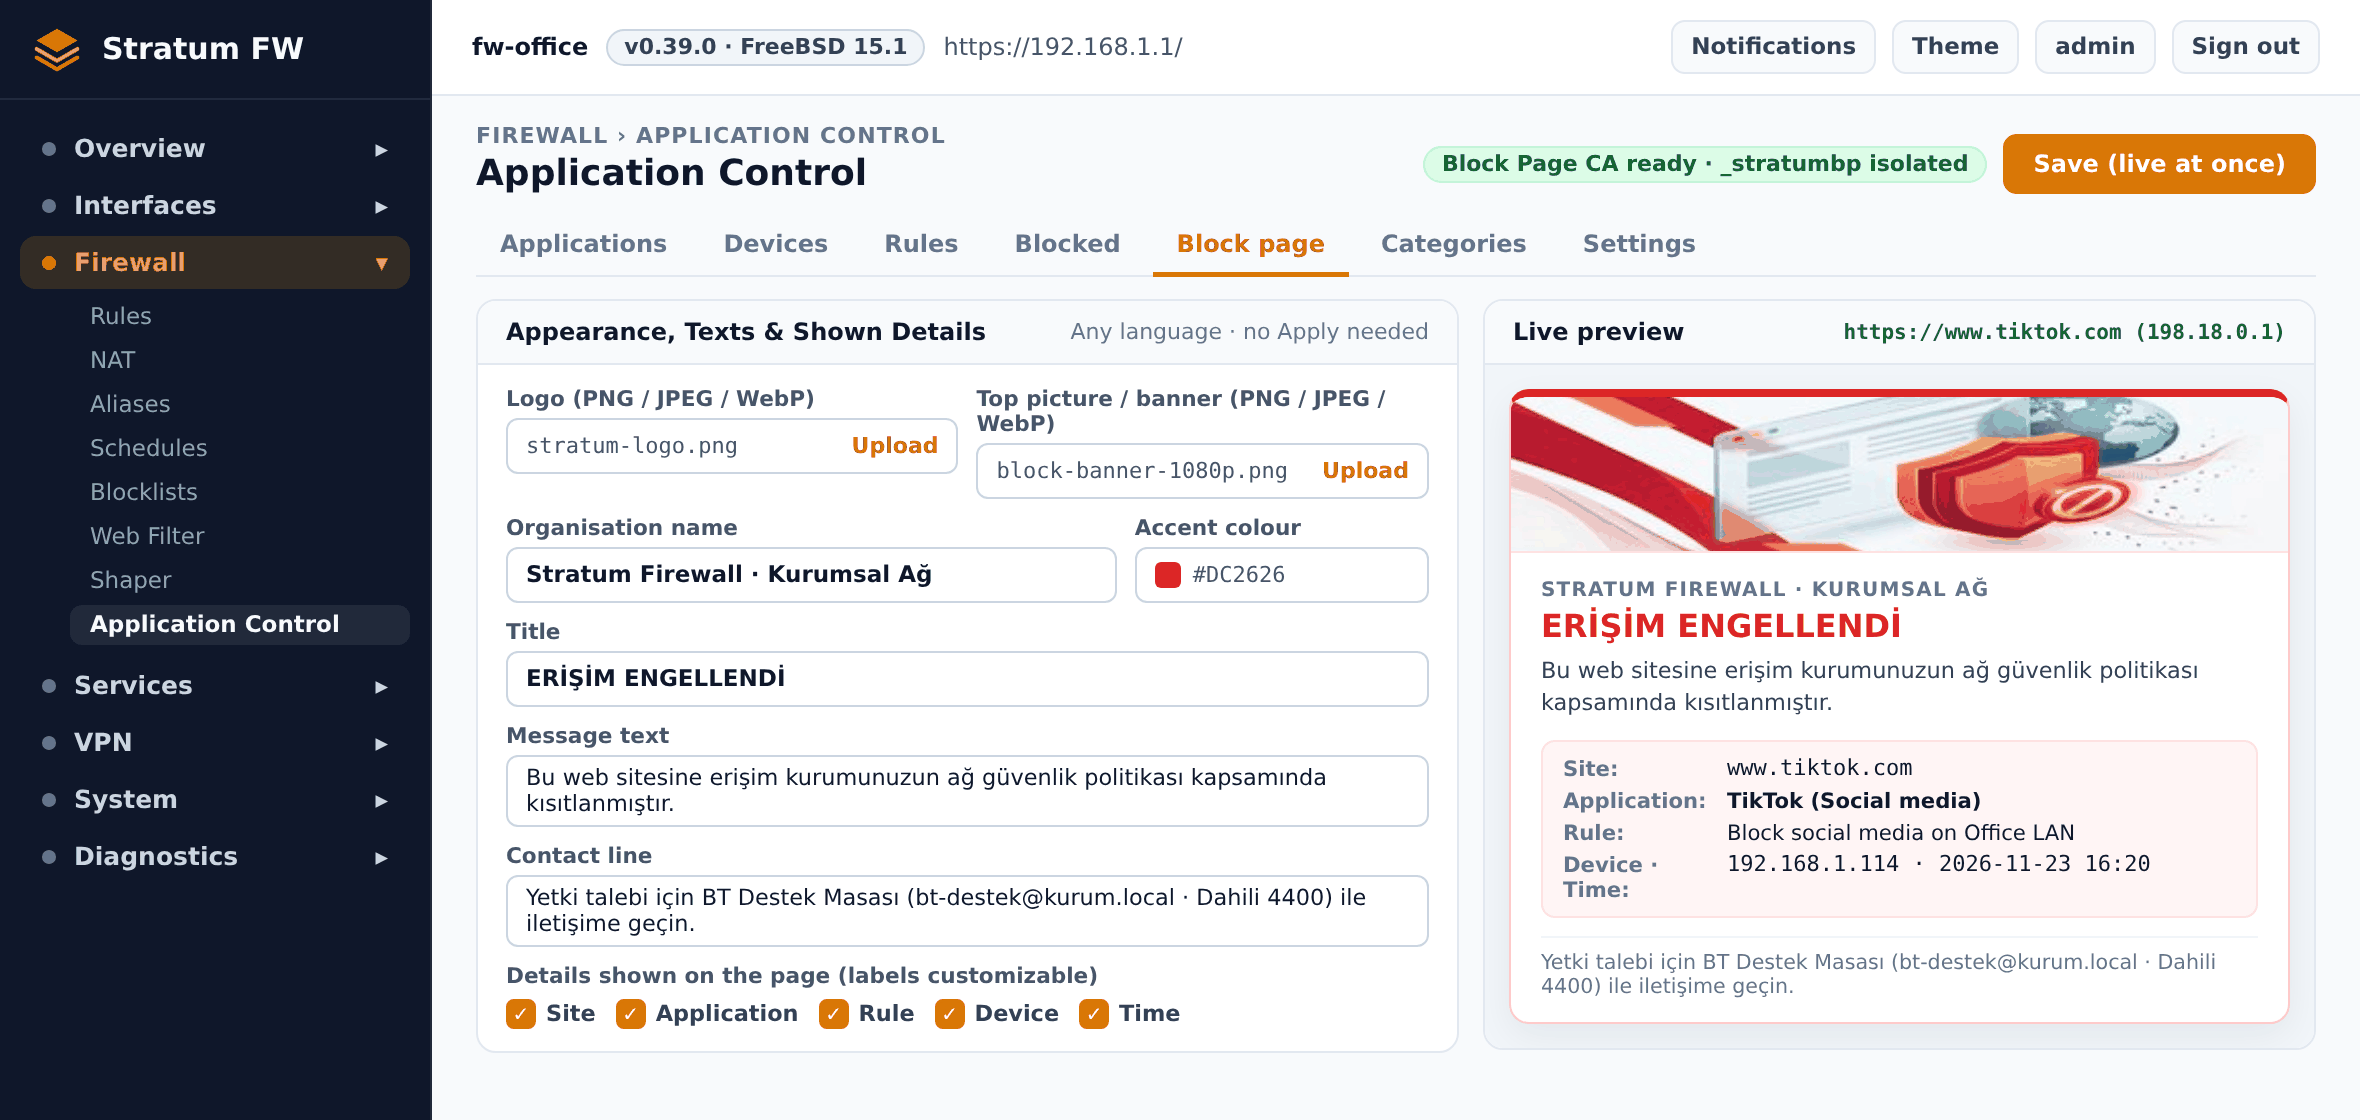 Stratum FW
fw-office
v0.39.0 · FreeBSD 15.1
https://192.168.1.1/
Notifications
Theme
admin
Sign out
Overview
Interfaces
Firewall
Rules
NAT
Aliases
Schedules
Blocklists
Web Filter
Shaper
Application Control
Services
VPN
System
Diagnostics
FIREWALL › APPLICATION CONTROL
Application Control
Block Page CA ready · _stratumbp isolated
Save (live at once)
Applications
Devices
Rules
Blocked
Block page
Categories
Settings
Appearance, Texts & Shown Details
Any language · no Apply needed
Logo (PNG / JPEG / WebP)
stratum-logo.png
Upload
Top picture / banner (PNG / JPEG /
WebP)
block-banner-1080p.png
Upload
Organisation name
Stratum Firewall · Kurumsal Ağ
Accent colour
#DC2626
Title
ERİŞİM ENGELLENDİ
Message text
Bu web sitesine erişim kurumunuzun ağ güvenlik politikası kapsamında
kısıtlanmıştır.
Contact line
Yetki talebi için BT Destek Masası (bt-destek@kurum.local · Dahili 4400) ile
iletişime geçin.
Details shown on the page (labels customizable)
✓ Site
✓ Application
✓ Rule
✓ Device
✓ Time
Live preview
https://www.tiktok.com (198.18.0.1)
STRATUM FIREWALL · KURUMSAL AĞ
ERİŞİM ENGELLENDİ
Bu web sitesine erişim kurumunuzun ağ güvenlik politikası
kapsamında kısıtlanmıştır.
Site: www.tiktok.com
Application: TikTok (Social media)
Rule: Block social media on Office LAN
Device · 192.168.1.114 · 2026-11-23 16:20
Time:
Yetki talebi için BT Destek Masası (bt-destek@kurum.local · Dahili
4400) ile iletişime geçin.